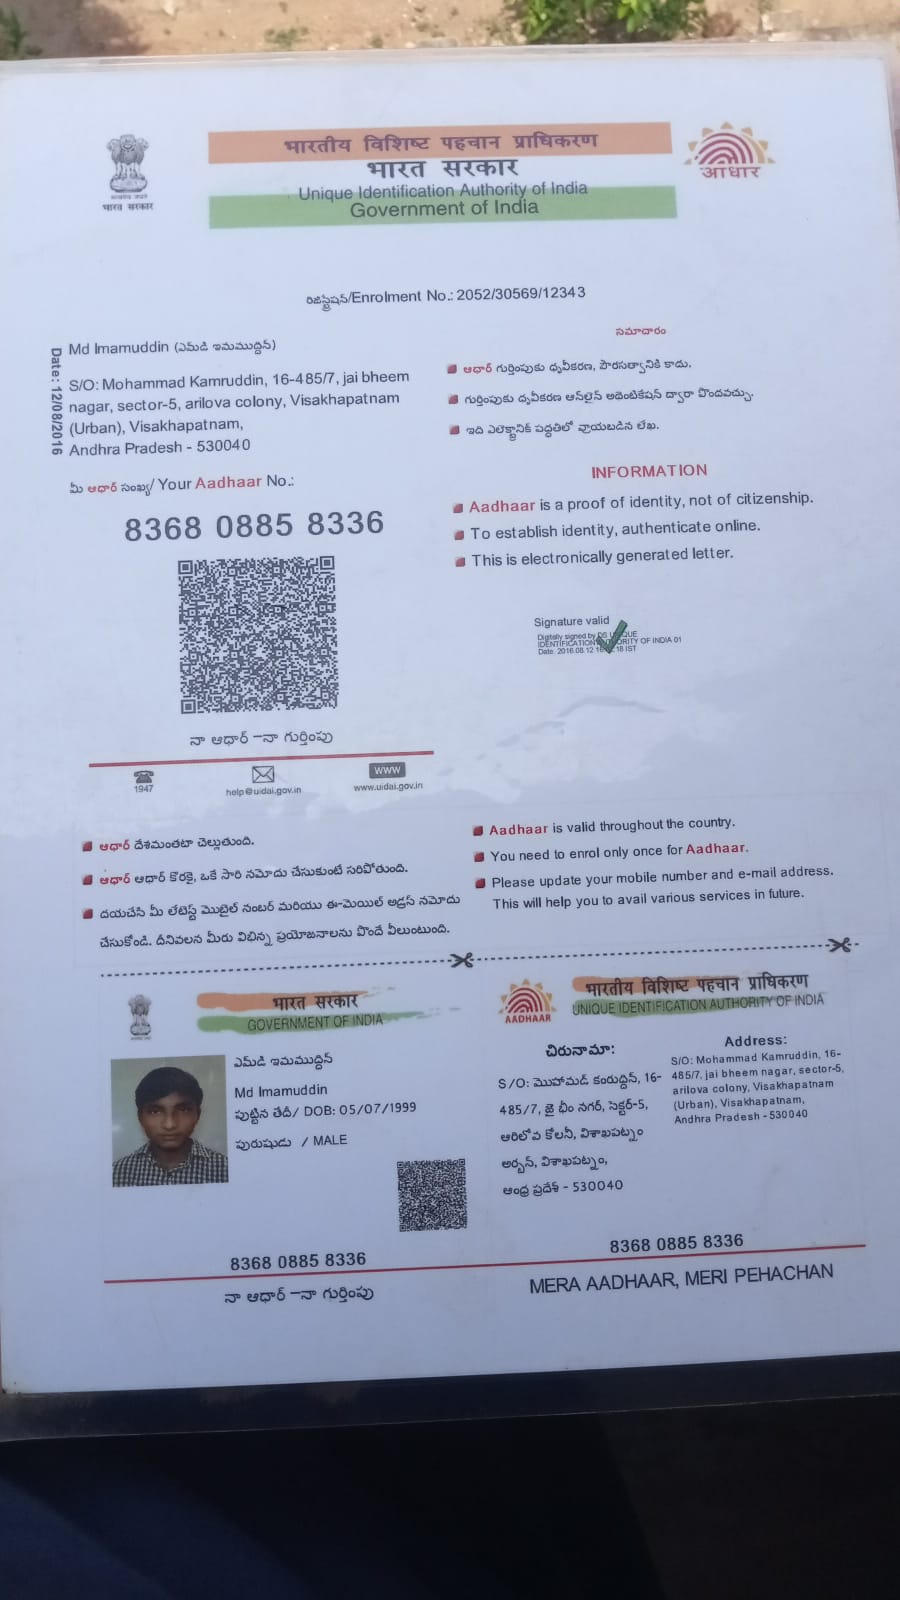 भारतीय विशिष्ट पहचान प्राधिकरण
भारत सरकार
Unique Identification Authority of India
Government of India
भारत सरकार
आधार
రిజిస్ట్రేషన్/Enrolment No.: 2052/30569/12343
Date: 12/08/2016
Md Imamuddin (ఎమ్‌డి ఇమాముద్దిన్)
S/O: Mohammad Kamruddin, 16-485/7, jai bheem
nagar, sector-5, arilova colony, Visakhapatnam
(Urban), Visakhapatnam,
Andhra Pradesh - 530040
మీ ఆధార్ సంఖ్య/ Your Aadhaar No.:
8368 0885 8336
నా ఆధార్ –నా గుర్తింపు
1947
help@uidai.gov.in
WWW
www.uidai.gov.in
సమాచారం
ఆధార్ గుర్తింపుకు ధృవీకరణ, పౌరసత్వానికి కాదు.
గుర్తింపుకు ధృవీకరణ ఆన్‌లైన్ అథెంటికేషన్ ద్వారా పొందవచ్చు.
ఇది ఎలెక్ట్రానిక్ పద్ధతిలో వ్రాయబడిన లేఖ.
INFORMATION
Aadhaar is a proof of identity, not of citizenship.
To establish identity, authenticate online.
This is electronically generated letter.
Signature valid
Digitally signed by DS
IDENTIFICATION AUTHORITY OF INDIA 01
Date: 2016.08.12 IST
ఆధార్ దేశమంతటా చెల్లుతుంది.
ఆధార్ ఆధార్ కొరకై, ఒకే సారి నమోదు చేసుకుంటే సరిపోతుంది.
దయచేసి మీ లేటెస్ట్ మొబైల్ నంబర్ మరియు ఈ-మెయిల్ అడ్రస్ నమోదు
చేసుకోండి. దీనివలన మీరు విభిన్న ప్రయోజనాలను పొందే వీలుంటుంది.
Aadhaar is valid throughout the country.
You need to enrol only once for Aadhaar.
Please update your mobile number and e-mail address.
This will help you to avail various services in future.
भारत सरकार
GOVERNMENT OF INDIA
ఎమ్‌డి ఇమాముద్దిన్
Md Imamuddin
పుట్టిన తేదీ/ DOB: 05/07/1999
పురుషుడు / MALE
8368 0885 8336
నా ఆధార్ –నా గుర్తింపు
AADHAAR
भारतीय विशिष्ट पहचान प्राधिकरण
UNIQUE IDENTIFICATION AUTHORITY OF INDIA
చిరునామా:
S/O: మొహామద్ కంరుద్దిన్, 16-
485/7, జై భీం నగర్, సెక్టర్-5,
ఆరిలోవ కోలనీ, విశాఖపట్నం
అర్బన్, విశాఖపట్నం,
ఆంధ్ర ప్రదేశ్ - 530040
Address:
S/O: Mohammad Kamruddin, 16-
485/7, jai bheem nagar, sector-5,
arilova colony, Visakhapatnam
(Urban), Visakhapatnam,
Andhra Pradesh - 530040
8368 0885 8336
MERA AADHAAR, MERI PEHACHAN